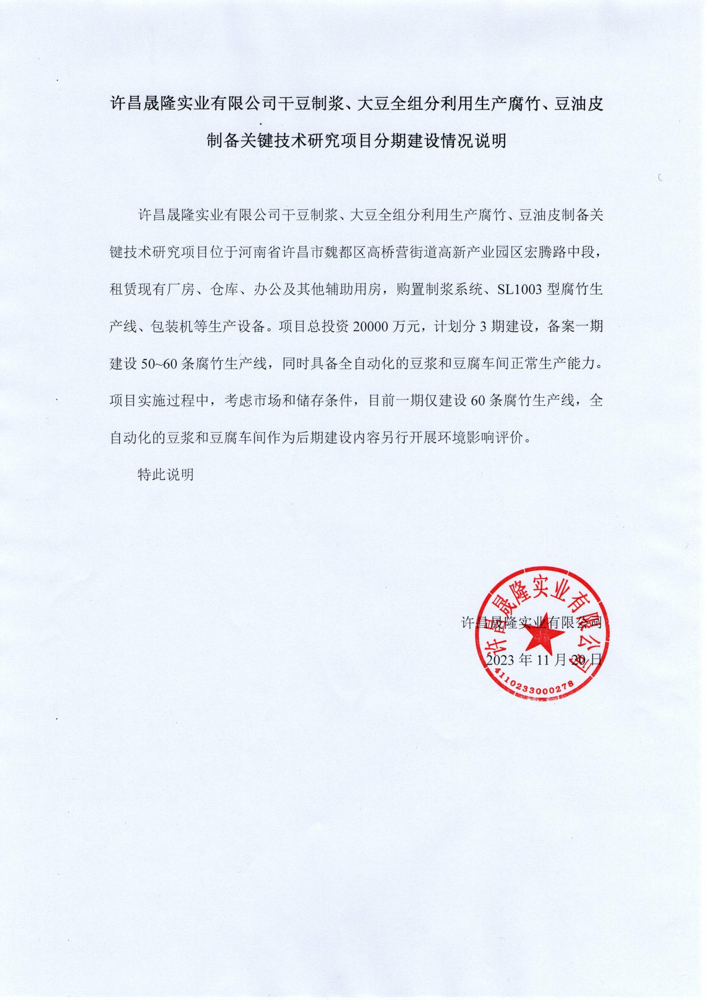 许昌晟隆实业有限公司干豆制浆、大豆全组分利用生产腐竹、豆油皮
制备关键技术研究项目分期建设情况说明
许昌晟隆实业有限公司干豆制浆、大豆全组分利用生产腐竹、豆油皮制备关
键技术研究项目位于河南省许昌市魏都区高桥营街道高新产业园区宏腾路中段，
租赁现有厂房、仓库、办公及其他辅助用房，购置制浆系统、SL1003 型腐竹生
产线、包装机等生产设备。项目总投资 20000 万元，计划分 3 期建设，备案一期
建设 50~60 条腐竹生产线，同时具备全自动化的豆浆和豆腐车间正常生产能力。
项目实施过程中，考虑市场和储存条件，目前一期仅建设 60 条腐竹生产线，全
自动化的豆浆和豆腐车间作为后期建设内容另行开展环境影响评价。
特此说明
许昌晟隆实业有限公司
许昌晟隆实业有限公司
2023 年 11 月 20 日
4110233000278